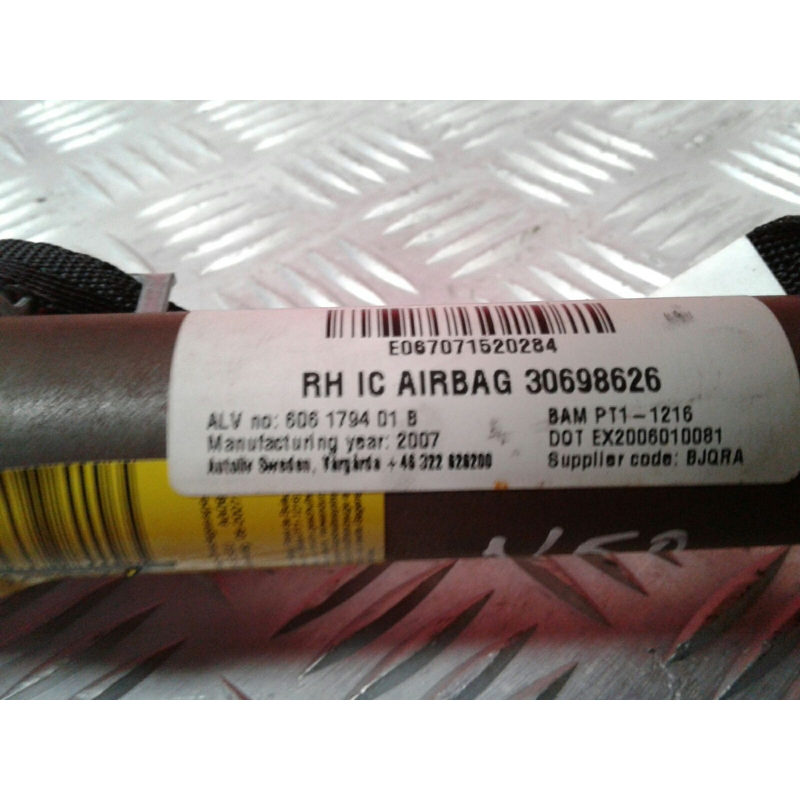 E067071520284
RH IC AIRBAG 30698626
ALV no: 606 1794 01 B
BAM PT1-1216
Manufacturing year: 2007
DOT EX2006010081
Autoliv Sweden, Vårgårda + 46 322 626200
Supplier code: BJQRA